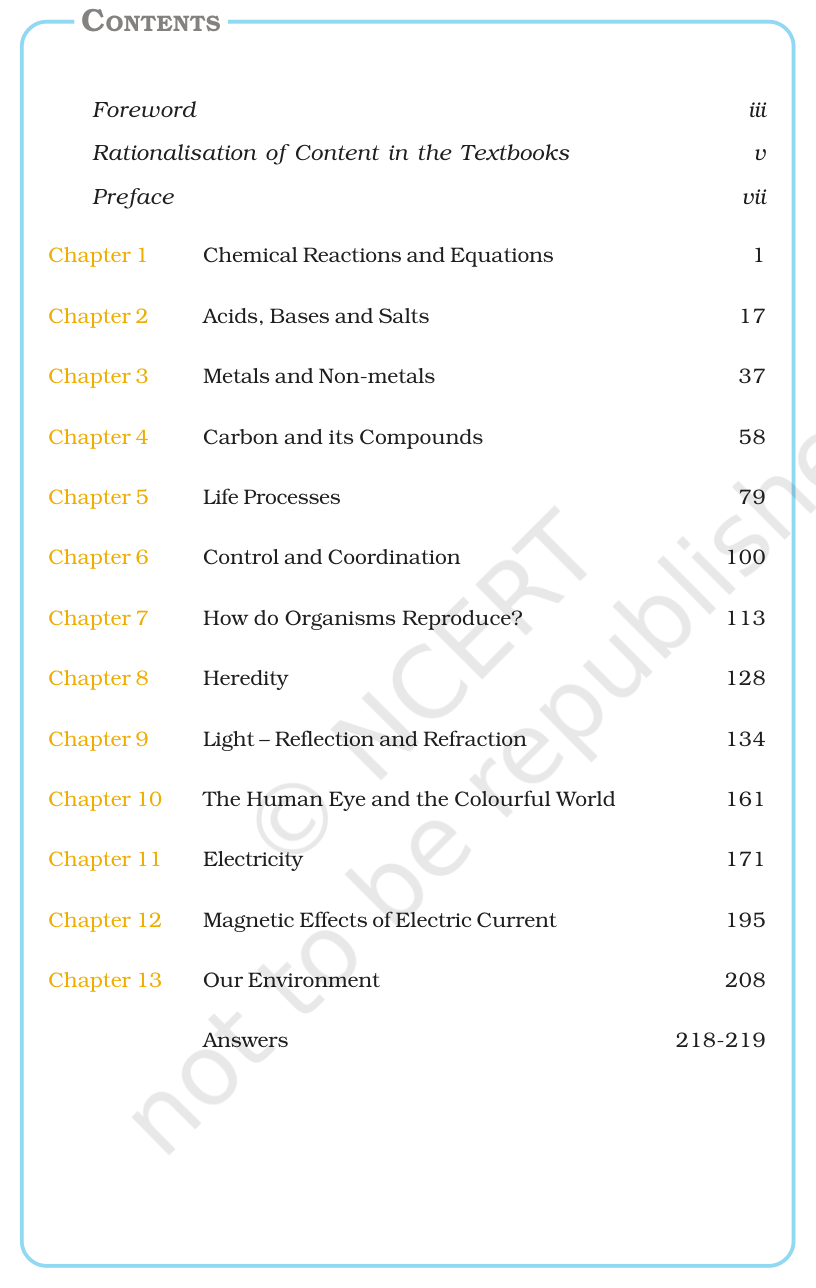 CONTENTS
Foreword iii
Rationalisation of Content in the Textbooks v
Preface vii
Chapter 1 Chemical Reactions and Equations 1
Chapter 2 Acids, Bases and Salts 17
Chapter 3 Metals and Non-metals 37
Chapter 4 Carbon and its Compounds 58
Chapter 5 Life Processes 79
Chapter 6 Control and Coordination 100
Chapter 7 How do Organisms Reproduce? 113
Chapter 8 Heredity 128
Chapter 9 Light – Reflection and Refraction 134
Chapter 10 The Human Eye and the Colourful World 161
Chapter 11 Electricity 171
Chapter 12 Magnetic Effects of Electric Current 195
Chapter 13 Our Environment 208
Answers 218-219
© NCERT
not to be republishe